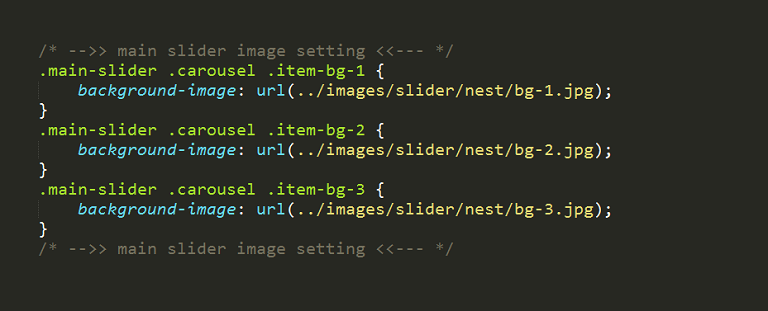 /* -->> main slider image setting <<--- */
.main-slider .carousel .item-bg-1 {
    background-image: url(../images/slider/nest/bg-1.jpg);
}
.main-slider .carousel .item-bg-2 {
    background-image: url(../images/slider/nest/bg-2.jpg);
}
.main-slider .carousel .item-bg-3 {
    background-image: url(../images/slider/nest/bg-3.jpg);
}
/* -->> main slider image setting <<--- */